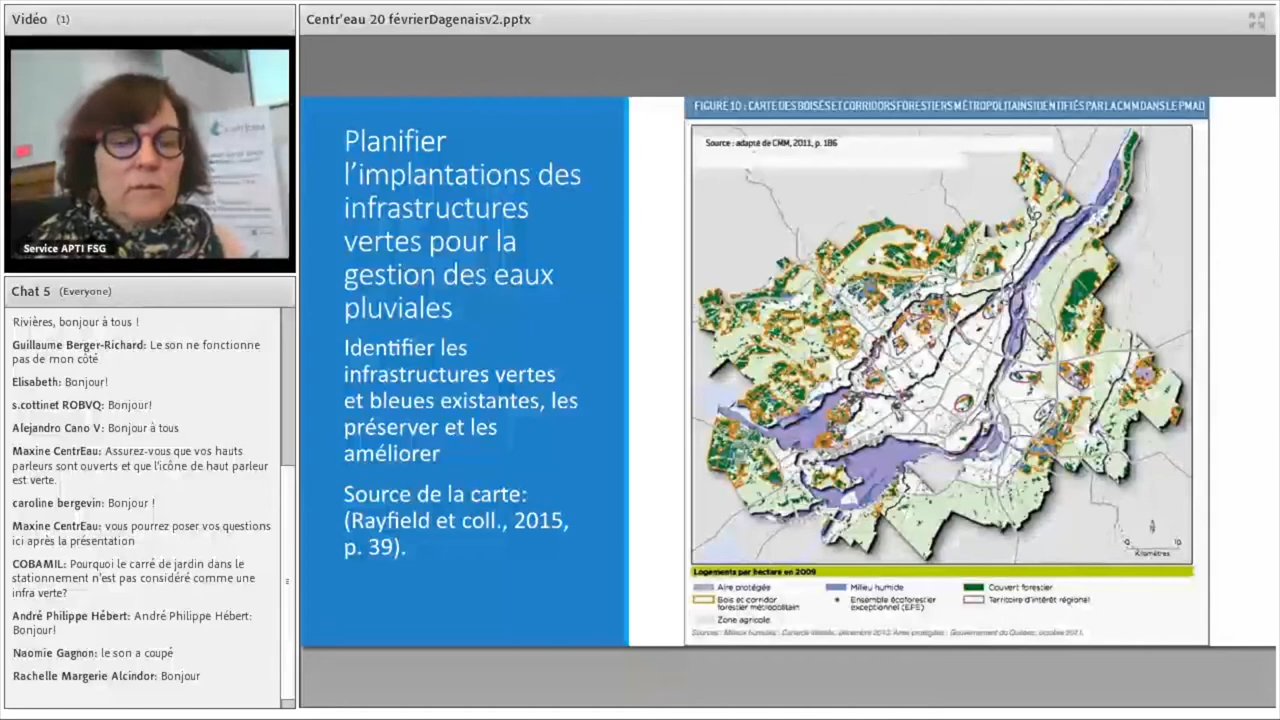 Vidéo (1)
Service APTI FSG
Chat 5 (Everyone)
Rivières, bonjour à tous !
Guillaume Berger-Richard: Le son ne fonctionne
pas de mon côté
Elisabeth: Bonjour!
s.cottinet ROBVQ: Bonjour!
Alejandro Cano V: Bonjour à tous
Maxine CentrEau: Assurez-vous que vos hauts
parleurs sont ouverts et que l'icône de haut parleur
est verte.
caroline bergevin: Bonjour !
Maxine CentrEau: vous pourrez poser vos questions
ici après la présentation
COBAMIL: Pourquoi le carré de jardin dans le
stationnement n'est pas considéré comme une
infra verte?
André Philippe Hébert: André Philippe Hébert:
Bonjour!
Naomie Gagnon: le son a coupé
Rachelle Margerie Alcindor: Bonjour
Centr'eau 20 févrierDagenaisv2.pptx
Planifier
l'implantations des
infrastructures
vertes pour la
gestion des eaux
pluviales
Identifier les
infrastructures vertes
et bleues existantes, les
préserver et les
améliorer
Source de la carte:
(Rayfield et coll., 2015,
p. 39).
FIGURE 10 : CARTE DES BOISÉS ET CORRIDORS FORESTIERS MÉTROPOLITAINS IDENTIFIÉS PAR LA CMM DANS LE PMAD
Source : adapté de CMM, 2011, p. 186
N
0 10
Kilomètres
Logements par hectare en 2009
Aire protégée
Milieu humide
Couvert forestier
Bois et corridor
forestier métropolitain
Ensemble écoforestier
exceptionnel (EFE)
Territoire d'intérêt régional
Zone agricole